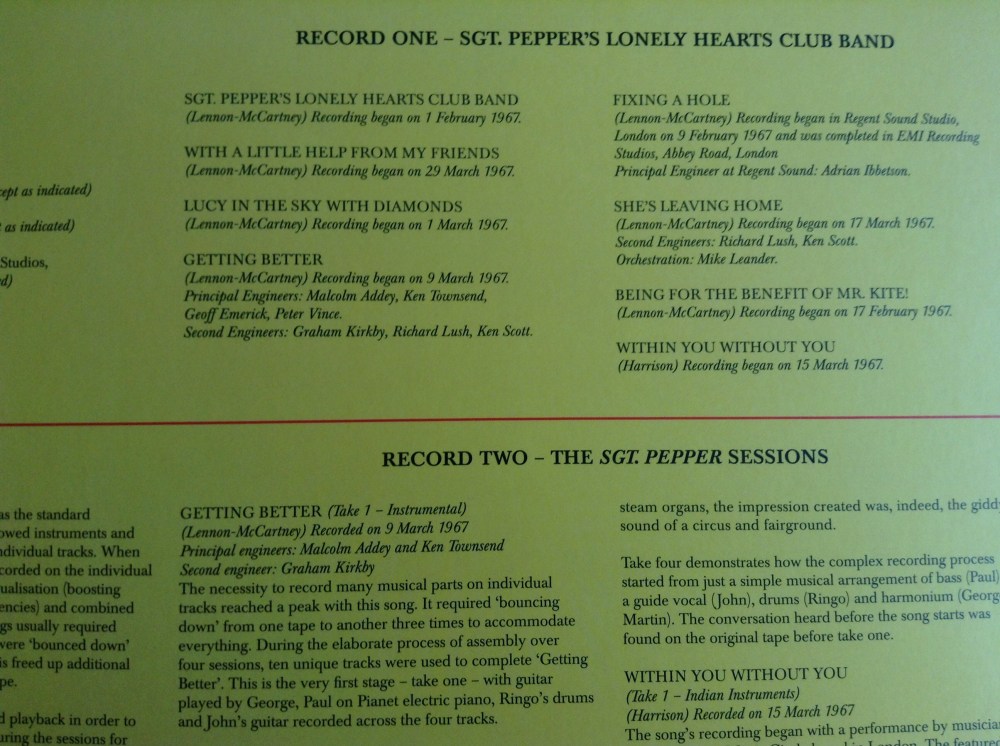 RECORD ONE – SGT. PEPPER'S LONELY HEARTS CLUB BAND
cept as indicated)
as indicated)
Studios,
d)
SGT. PEPPER'S LONELY HEARTS CLUB BAND
(Lennon-McCartney) Recording began on 1 February 1967.
WITH A LITTLE HELP FROM MY FRIENDS
(Lennon-McCartney) Recording began on 29 March 1967.
LUCY IN THE SKY WITH DIAMONDS
(Lennon-McCartney) Recording began on 1 March 1967.
GETTING BETTER
(Lennon-McCartney) Recording began on 9 March 1967.
Principal Engineers: Malcolm Addey, Ken Townsend,
Geoff Emerick, Peter Vince.
Second Engineers: Graham Kirkby, Richard Lush, Ken Scott.
FIXING A HOLE
(Lennon-McCartney) Recording began in Regent Sound Studio,
London on 9 February 1967 and was completed in EMI Recording
Studios, Abbey Road, London
Principal Engineer at Regent Sound: Adrian Ibbetson.
SHE'S LEAVING HOME
(Lennon-McCartney) Recording began on 17 March 1967.
Second Engineers: Richard Lush, Ken Scott.
Orchestration: Mike Leander.
BEING FOR THE BENEFIT OF MR. KITE!
(Lennon-McCartney) Recording began on 17 February 1967.
WITHIN YOU WITHOUT YOU
(Harrison) Recording began on 15 March 1967.
RECORD TWO – THE SGT. PEPPER SESSIONS
as the standard
owed instruments and
ndividual tracks. When
corded on the individual
ualisation (boosting
encies) and combined
gs usually required
were 'bounced down'
is freed up additional
pe.
d playback in order to
uring the sessions for
GETTING BETTER (Take 1 – Instrumental)
(Lennon-McCartney) Recorded on 9 March 1967
Principal engineers: Malcolm Addey and Ken Townsend
Second engineer: Graham Kirkby
The necessity to record many musical parts on individual
tracks reached a peak with this song. It required 'bouncing
down' from one tape to another three times to accommodate
everything. During the elaborate process of assembly over
four sessions, ten unique tracks were used to complete 'Getting
Better'. This is the very first stage – take one – with guitar
played by George, Paul on Pianet electric piano, Ringo's drums
and John's guitar recorded across the four tracks.
steam organs, the impression created was, indeed, the giddy
sound of a circus and fairground.
Take four demonstrates how the complex recording process
started from just a simple musical arrangement of bass (Paul)
a guide vocal (John), drums (Ringo) and harmonium (George
Martin). The conversation heard before the song starts was
found on the original tape before take one.
WITHIN YOU WITHOUT YOU
(Take 1 – Indian Instruments)
(Harrison) Recorded on 15 March 1967
The song's recording began with a performance by musicia
London. The featured